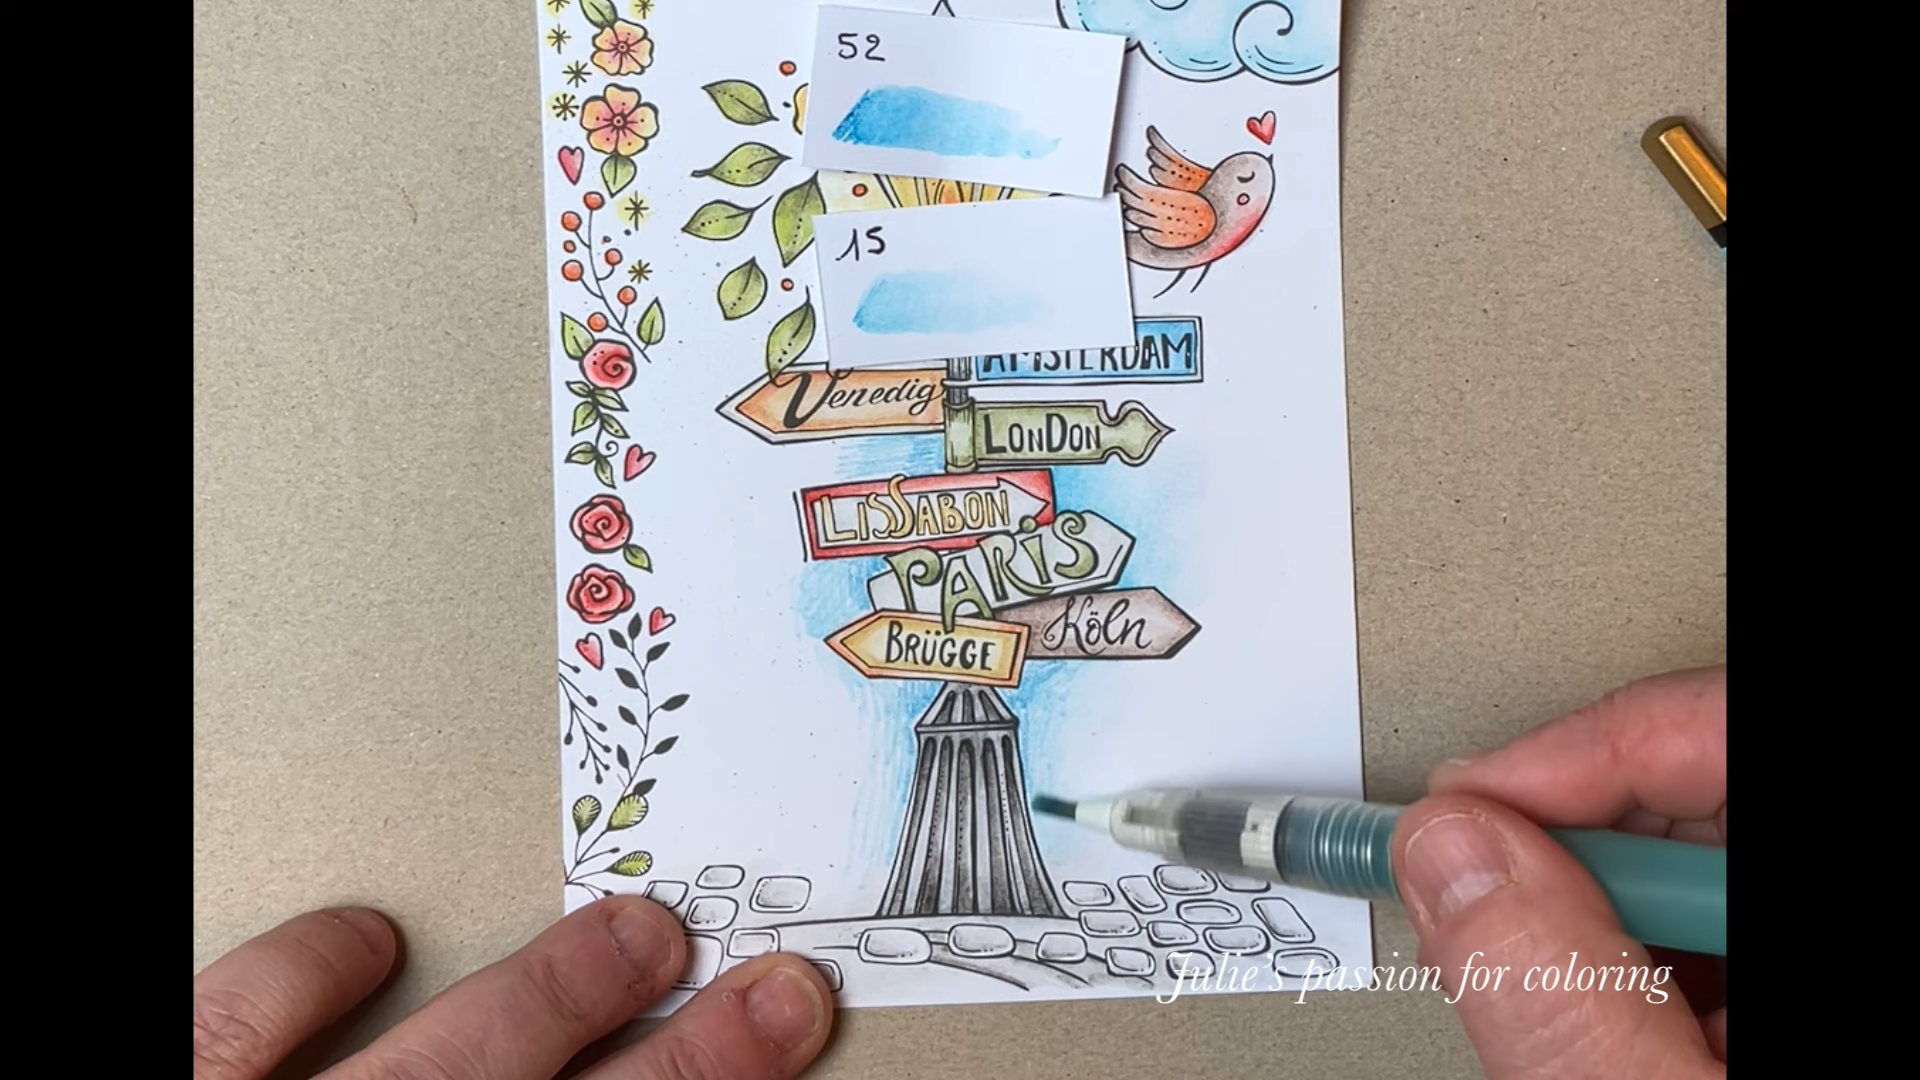 52
15
AMSTERDAM
Venedig
LONDON
LISSABON
PARIS
Köln
BRÜGGE
Julie's passion for coloring